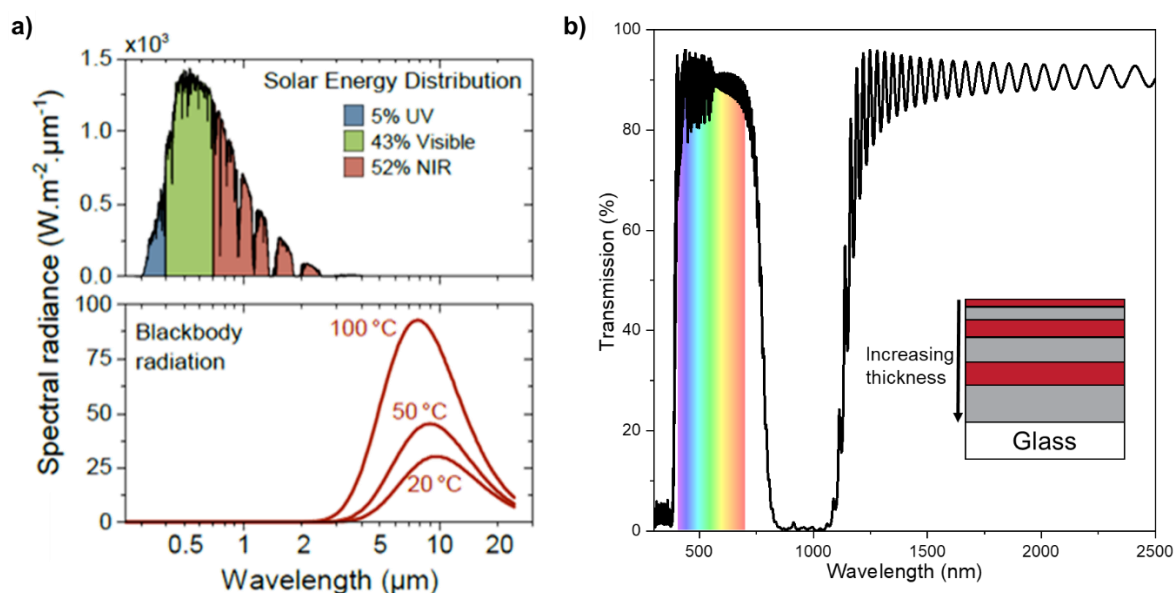 a)
×10³
1.5
1.0
0.5
0.0
Solar Energy Distribution
5% UV
43% Visible
52% NIR
Spectral radiance (W.m⁻².µm⁻¹)
100
75
50
25
0
Blackbody
radiation
100 °C
50 °C
20 °C
0.5 1 2 5 10 20
Wavelength (µm)
b)
100
80
60
40
20
0
Transmission (%)
Increasing
thickness
Glass
500 1000 1500 2000 2500
Wavelength (nm)